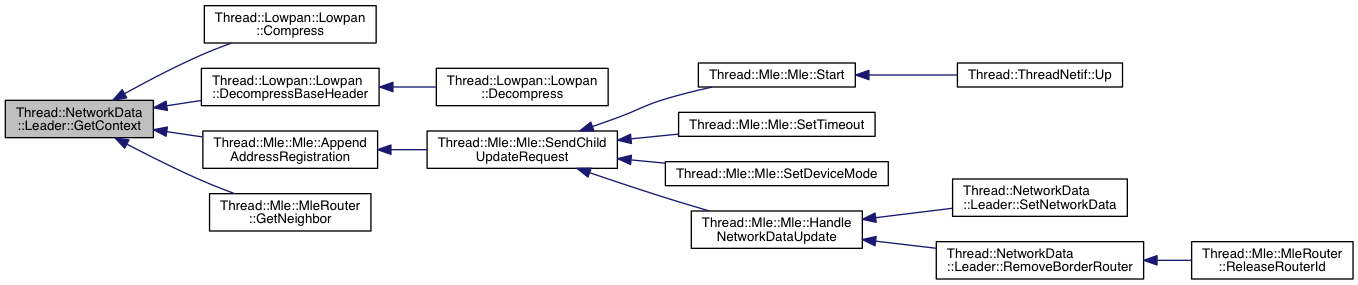 Thread::NetworkData
::Leader::GetContext
Thread::Lowpan::Lowpan
::Compress
Thread::Lowpan::Lowpan
::DecompressBaseHeader
Thread::Lowpan::Lowpan
::Decompress
Thread::Mle::Mle::Append
AddressRegistration
Thread::Mle::Mle::SendChild
UpdateRequest
Thread::Mle::Mle::Start
Thread::ThreadNetif::Up
Thread::Mle::Mle::SetTimeout
Thread::Mle::Mle::SetDeviceMode
Thread::Mle::Mle::Handle
NetworkDataUpdate
Thread::NetworkData
::Leader::SetNetworkData
Thread::NetworkData
::Leader::RemoveBorderRouter
Thread::Mle::MleRouter
::ReleaseRouterId
Thread::Mle::MleRouter
::GetNeighbor